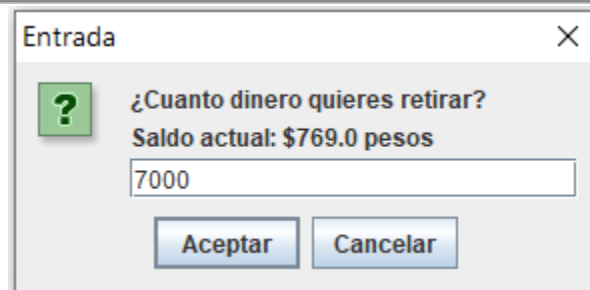 Entrada
¿Cuanto dinero quieres retirar?
Saldo actual: $769.0 pesos
7000
Aceptar Cancelar